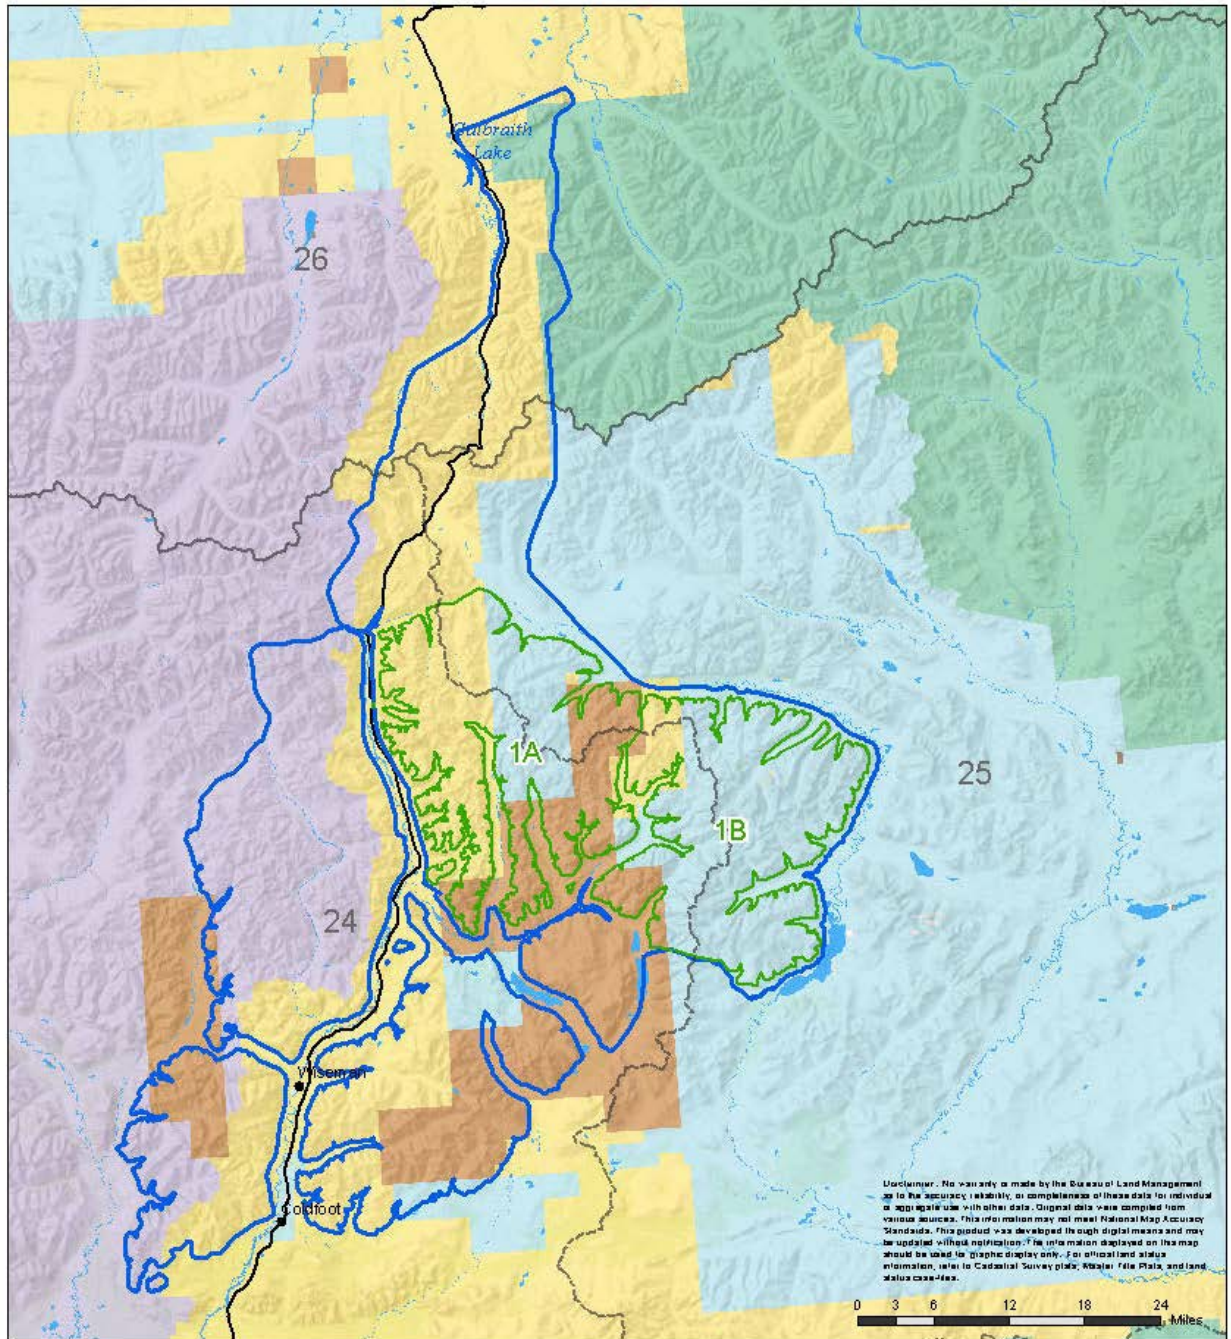 Galbraith
Lake
26
1A
25
1B
24
Wiseman
Coldfoot
Disclaimer: No warranty is made by the Bureau of Land Management
as to the accuracy, reliability, or completeness of these data for individual
or aggregate use with other data. Original data were compiled from
various sources. This information may not meet National Map Accuracy
Standards. This product was developed through digital means and may
be updated without notification. The information displayed on this map
should be used for graphic display only. For official land status
information, refer to Cadastral Survey plats, Master Title Plats, and land
status case-files.
0 3 6 12 18 24
Miles